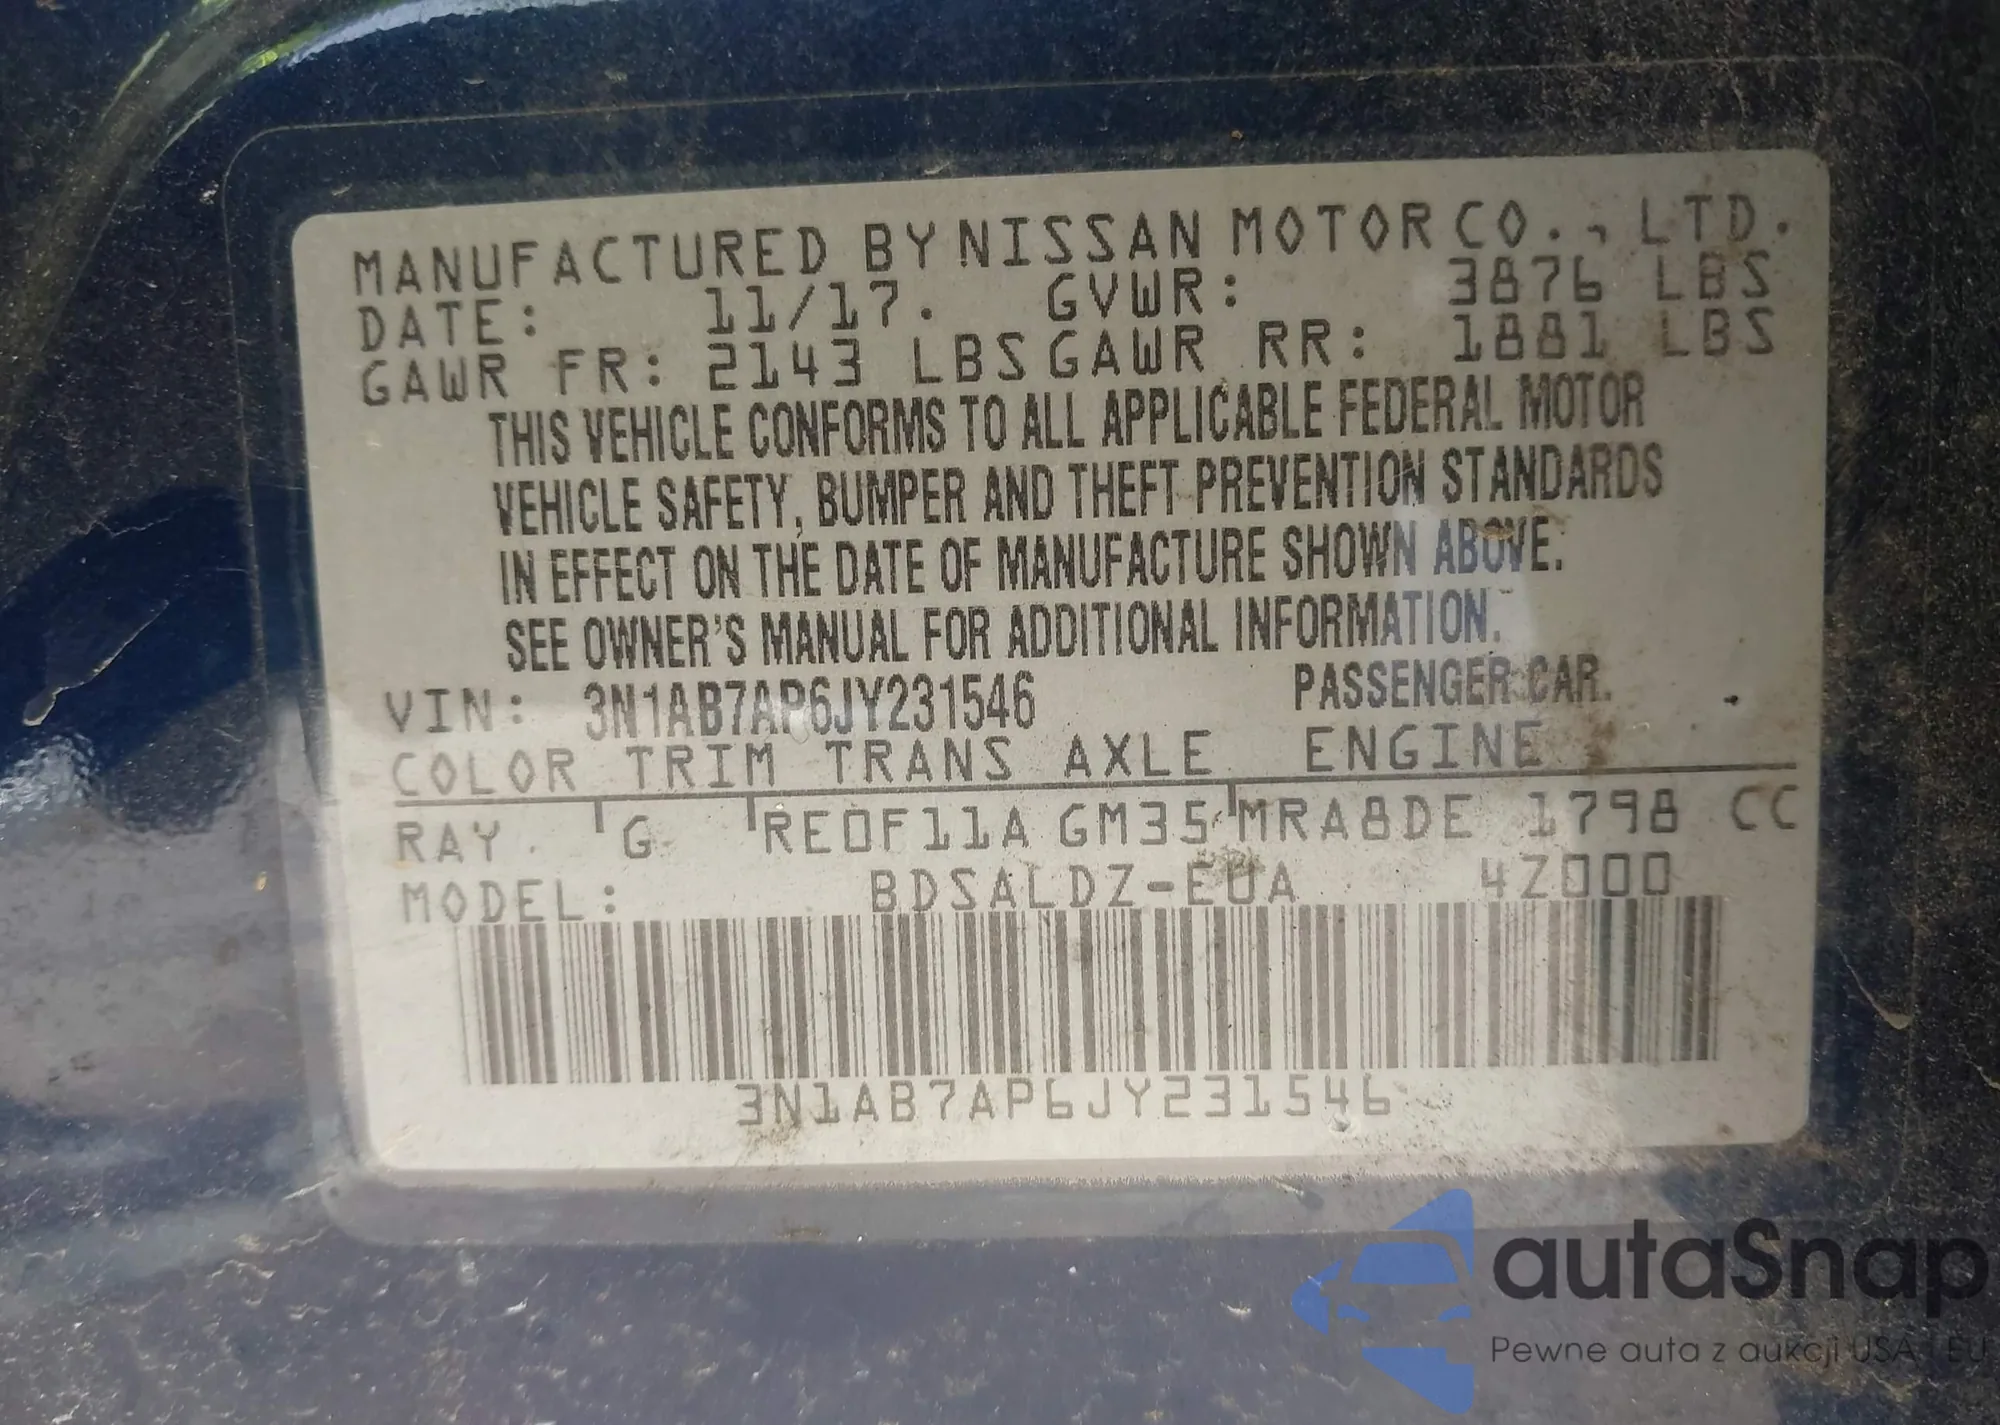 MANUFACTURED BY NISSAN MOTOR CO., LTD.
DATE: 11/17. GVWR: 3876 LBS
GAWR FR: 2143 LBS GAWR RR: 1881 LBS
THIS VEHICLE CONFORMS TO ALL APPLICABLE FEDERAL MOTOR
VEHICLE SAFETY, BUMPER AND THEFT PREVENTION STANDARDS
IN EFFECT ON THE DATE OF MANUFACTURE SHOWN ABOVE.
SEE OWNER'S MANUAL FOR ADDITIONAL INFORMATION.
VIN: 3N1AB7AP6JY231546 PASSENGER CAR.
COLOR TRIM TRANS AXLE ENGINE
RAY G RE0F11A GM35 MRA8DE 1798 CC
MODEL: BDSALDZ-EUA 4Z000
3N1AB7AP6JY231546
autaSnap
Pewne auta z aukcji USA i EU